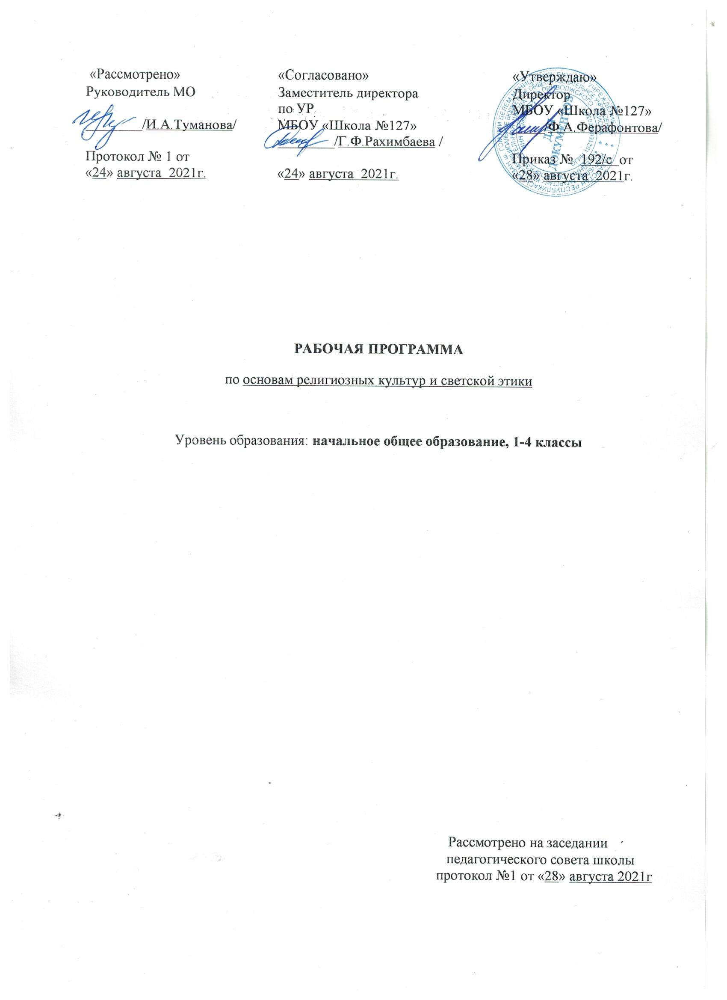 «Рассмотрено»
Руководитель МО
/И.А.Туманова/
Протокол № 1 от
«24» августа 2021г.
«Согласовано»
Заместитель директора
по УР
МБОУ «Школа №127»
/Г.Ф.Рахимбаева /
«24» августа 2021г.
«Утверждаю»
Директор
МБОУ «Школа №127»
/Ф.А.Ферафонтова/
Приказ № 192/с от
«28» августа 2021г.
ДЛЯ
ДОКУМЕНТОВ
РАБОЧАЯ ПРОГРАММА
по основам религиозных культур и светской этики
Уровень образования: начальное общее образование, 1-4 классы
Рассмотрено на заседании
педагогического совета школы
протокол №1 от «28» августа 2021г